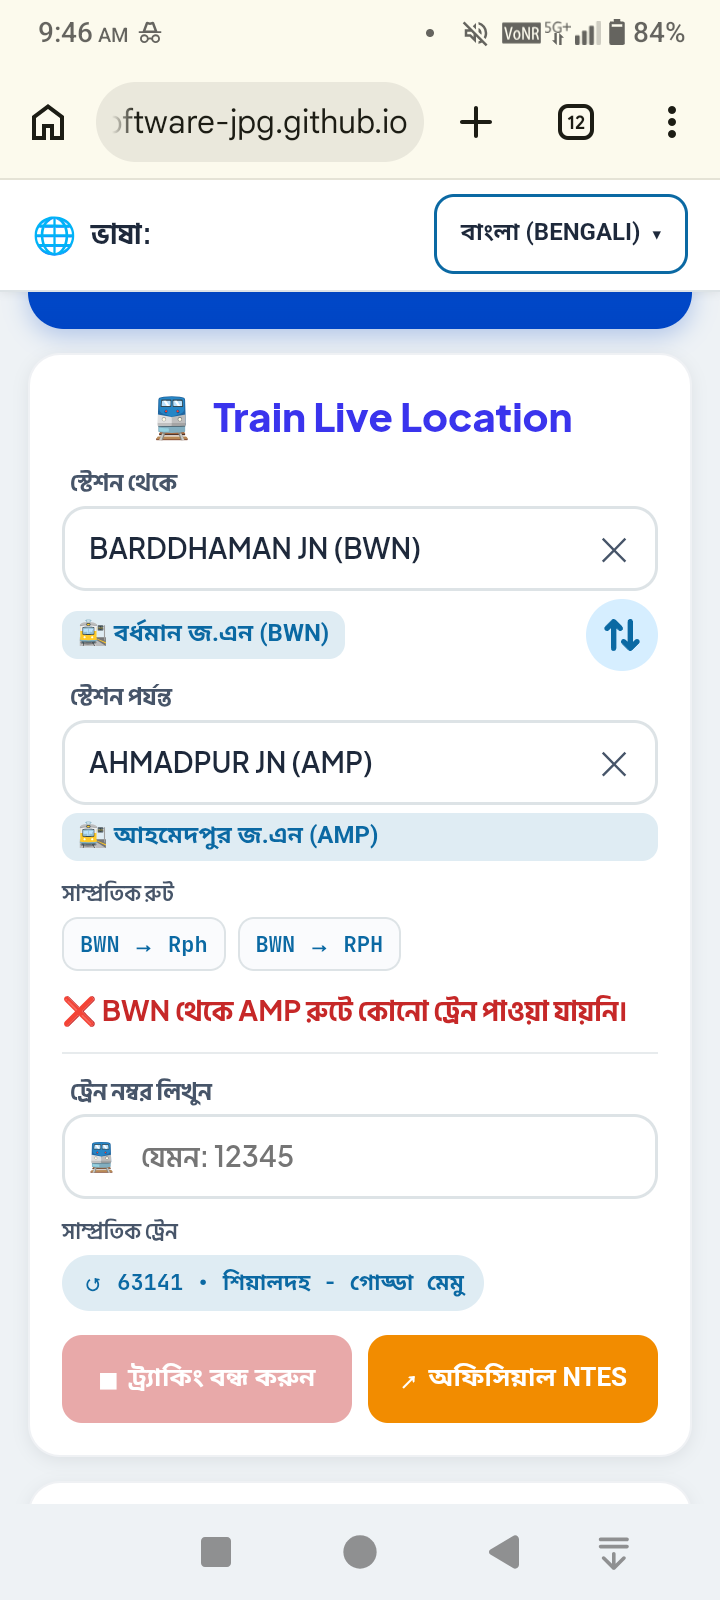 9:46 AM
VoNR 5G+ 84%
oftware-jpg.github.io
12
ভাষা:
বাংলা (BENGALI) ▾
Train Live Location
স্টেশন থেকে
BARDDHAMAN JN (BWN)
বর্ধমান জ.এন (BWN)
স্টেশন পর্যন্ত
AHMADPUR JN (AMP)
আহমেদপুর জ.এন (AMP)
সাম্প্রতিক রুট
BWN → Rph
BWN → RPH
❌ BWN থেকে AMP রুটে কোনো ট্রেন পাওয়া যায়নি।
ট্রেন নম্বর লিখুন
যেমন: 12345
সাম্প্রতিক ট্রেন
↺ 63141 • শিয়ালদহ - গোড্ডা মেমু
■ ট্র্যাকিং বন্ধ করুন
↗ অফিসিয়াল NTES